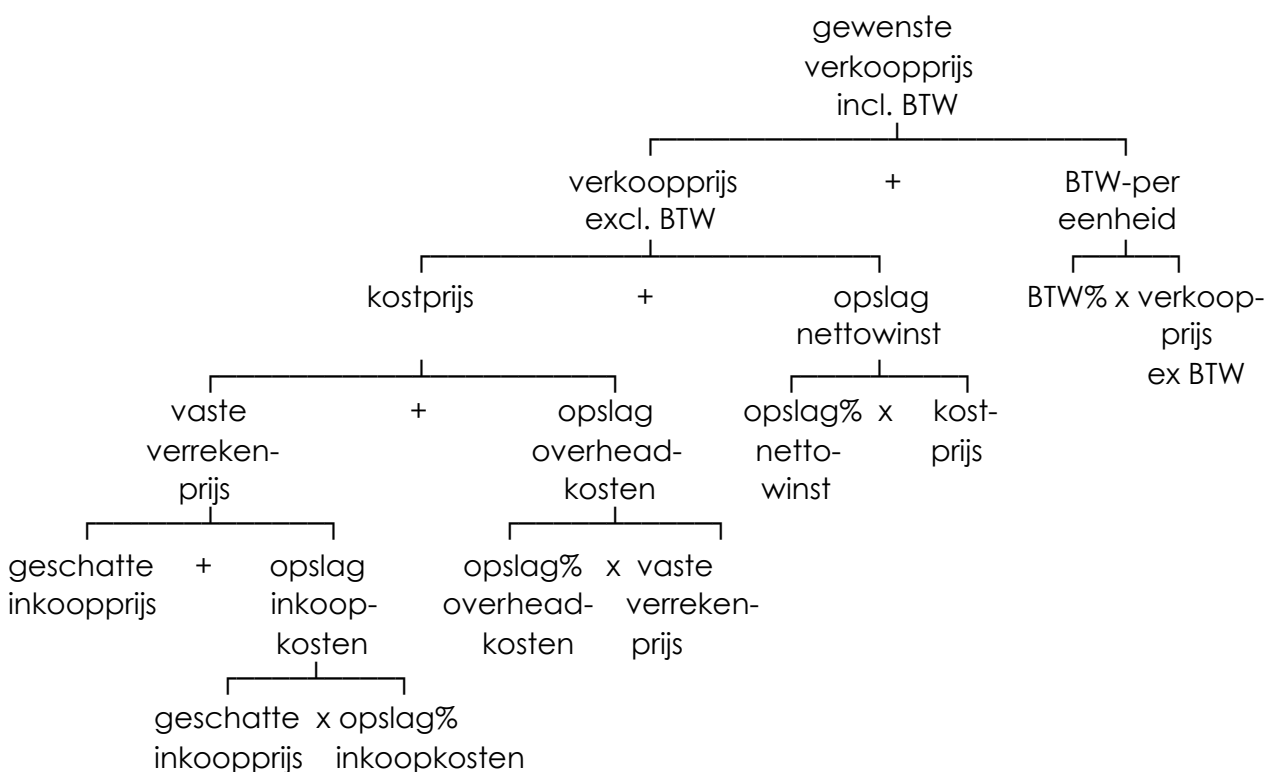 gewenste
verkoopprijs
incl. BTW
verkoopprijs + BTW-per
excl. BTW eenheid
kostprijs + opslag BTW% x verkoop-
nettowinst prijs
ex BTW
vaste + opslag opslag% x kost-
verreken- overhead- netto- prijs
prijs kosten winst
geschatte + opslag opslag% x vaste
inkoopprijs inkoop- overhead- verreken-
kosten kosten prijs
geschatte x opslag%
inkoopprijs inkoopkosten